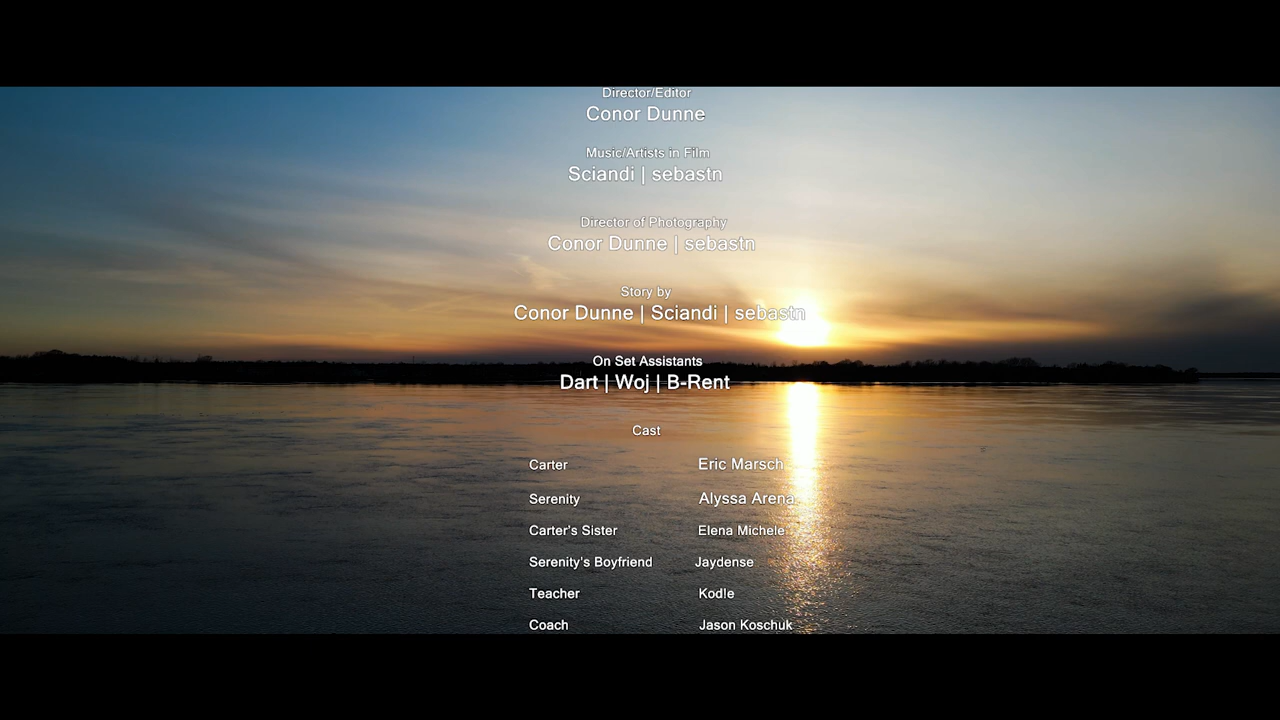 Director/Editor
Conor Dunne
Music/Artists in Film
Sciandi | sebastn
Director of Photography
Conor Dunne | sebastn
Story by
Conor Dunne | Sciandi | sebastn
On Set Assistants
Dart | Woj | B-Rent
Cast
Carter Eric Marsch
Serenity Alyssa Arena
Carter's Sister Elena Michele
Serenity's Boyfriend Jaydense
Teacher Kod!e
Coach Jason Koschuk